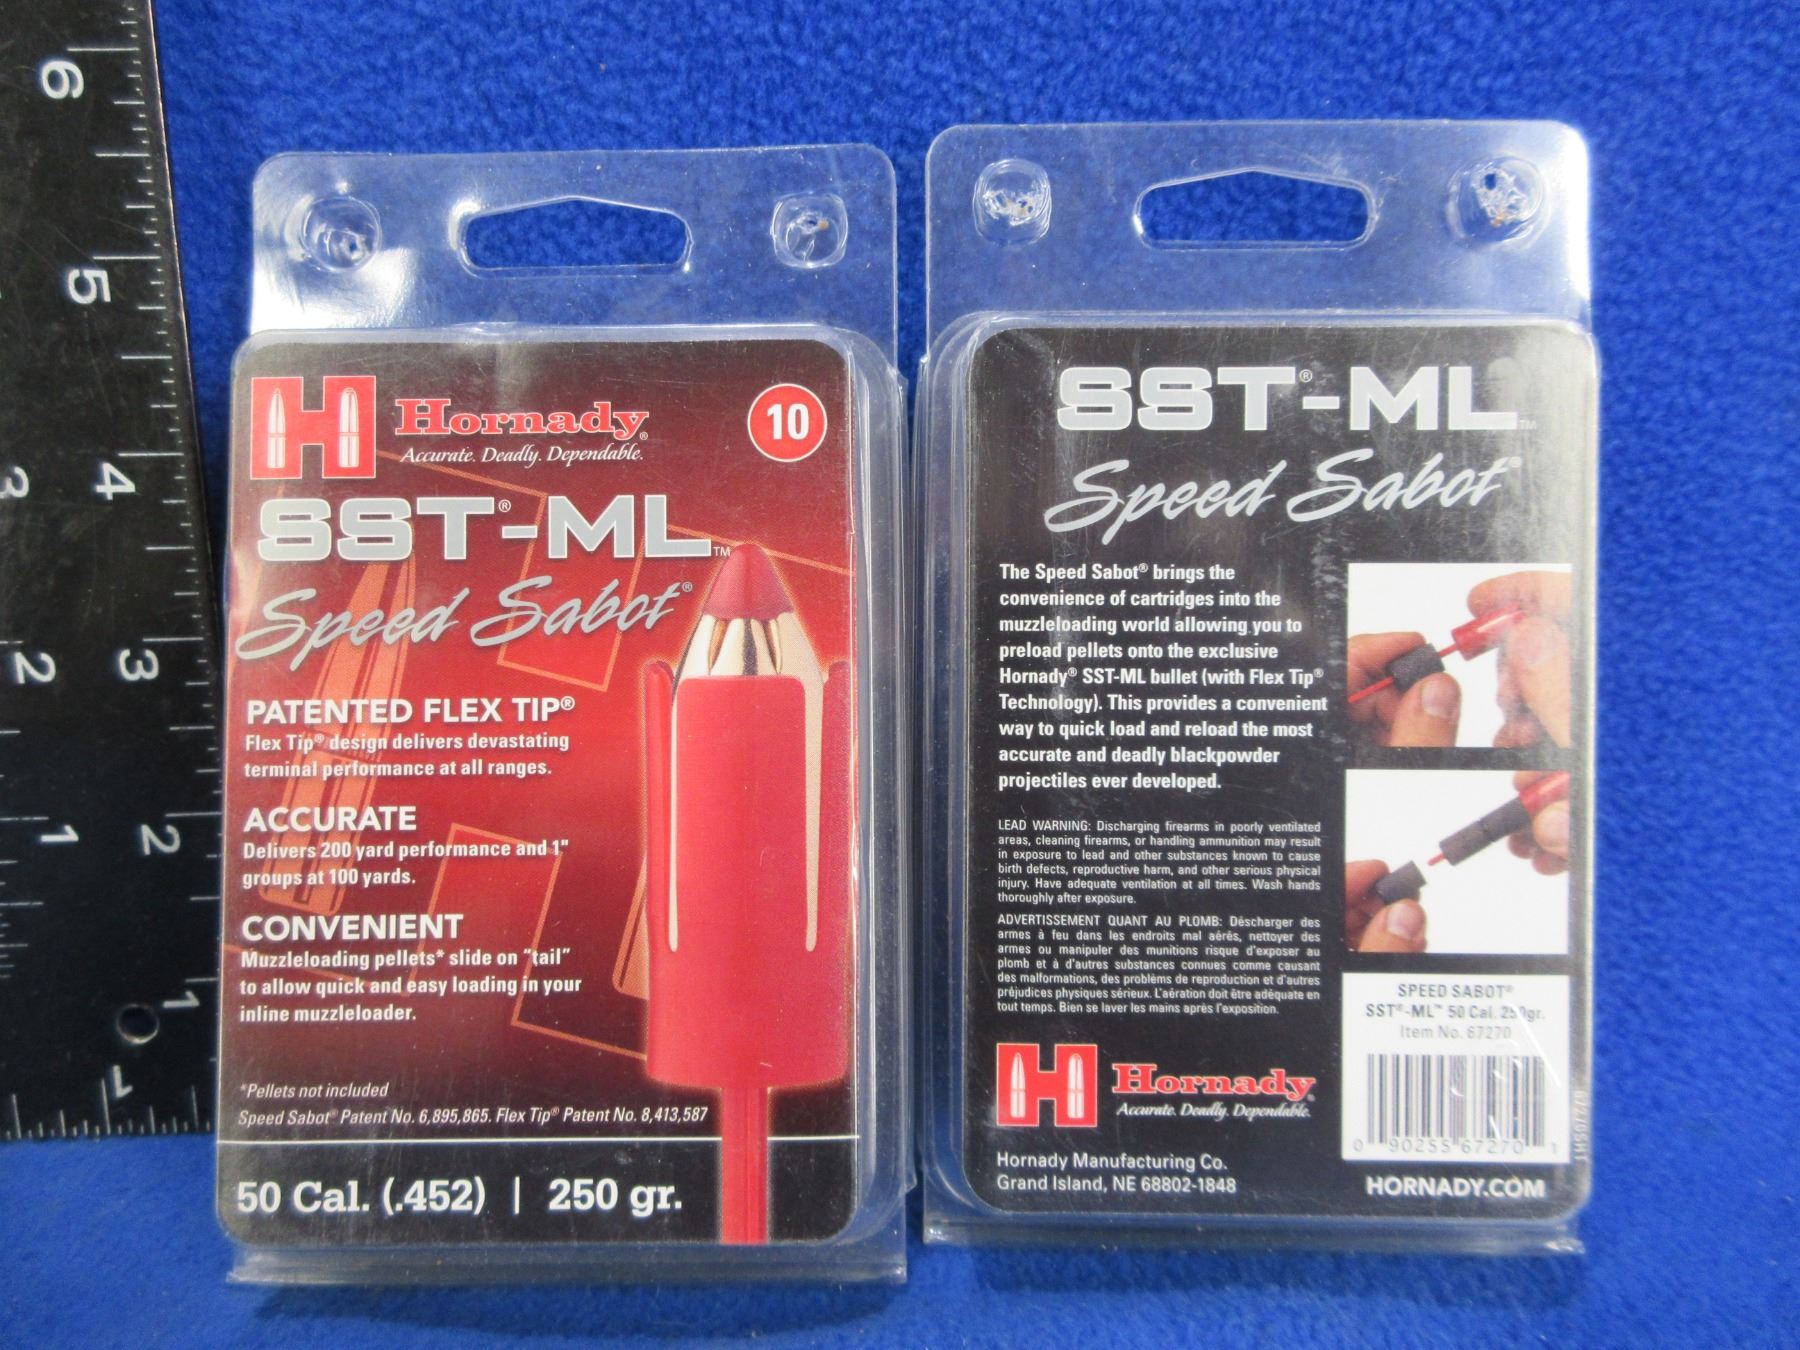 6
5
4
3
2
1
1
3
2
1
H Hornady®
Accurate. Deadly. Dependable.
10
SST®-ML™
Speed Sabot®
PATENTED FLEX TIP®
Flex Tip® design delivers devastating
terminal performance at all ranges.
ACCURATE
Delivers 200 yard performance and 1"
groups at 100 yards.
CONVENIENT
Muzzleloading pellets* slide on "tail"
to allow quick and easy loading in your
inline muzzleloader.
*Pellets not included
Speed Sabot® Patent No. 6,895,865. Flex Tip® Patent No. 8,413,587
50 Cal. (.452) | 250 gr.
SST®-ML™
Speed Sabot®
The Speed Sabot® brings the
convenience of cartridges into the
muzzleloading world allowing you to
preload pellets onto the exclusive
Hornady® SST-ML bullet (with Flex Tip®
Technology). This provides a convenient
way to quick load and reload the most
accurate and deadly blackpowder
projectiles ever developed.
LEAD WARNING: Discharging firearms in poorly ventilated
areas, cleaning firearms, or handling ammunition may result
in exposure to lead and other substances known to cause
birth defects, reproductive harm, and other serious physical
injury. Have adequate ventilation at all times. Wash hands
thoroughly after exposure.
ADVERTISSEMENT QUANT AU PLOMB: Déscharger des
armes à feu dans les endroits mal aérés, nettoyer des
armes ou manipuler des munitions risque d'exposer au
plomb et à d'autres substances connues comme causant
des malformations, des problèms de reproduction et d'autres
préjudices physiques sérieux. L'aération doit être adéquate en
tout temps. Bien se laver les mains après l'exposition.
SPEED SABOT®
SST®-ML™ 50 Cal. 250gr.
Item No. 67270
0 90255 67270 1
67270SHT
H Hornady®
Accurate. Deadly. Dependable.
Hornady Manufacturing Co.
Grand Island, NE 68802-1848
HORNADY.COM